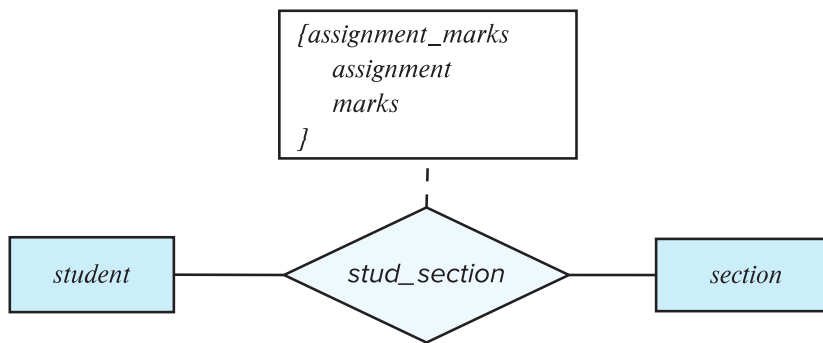 {assignment_marks
assignment
marks
}
student
stud_section
section